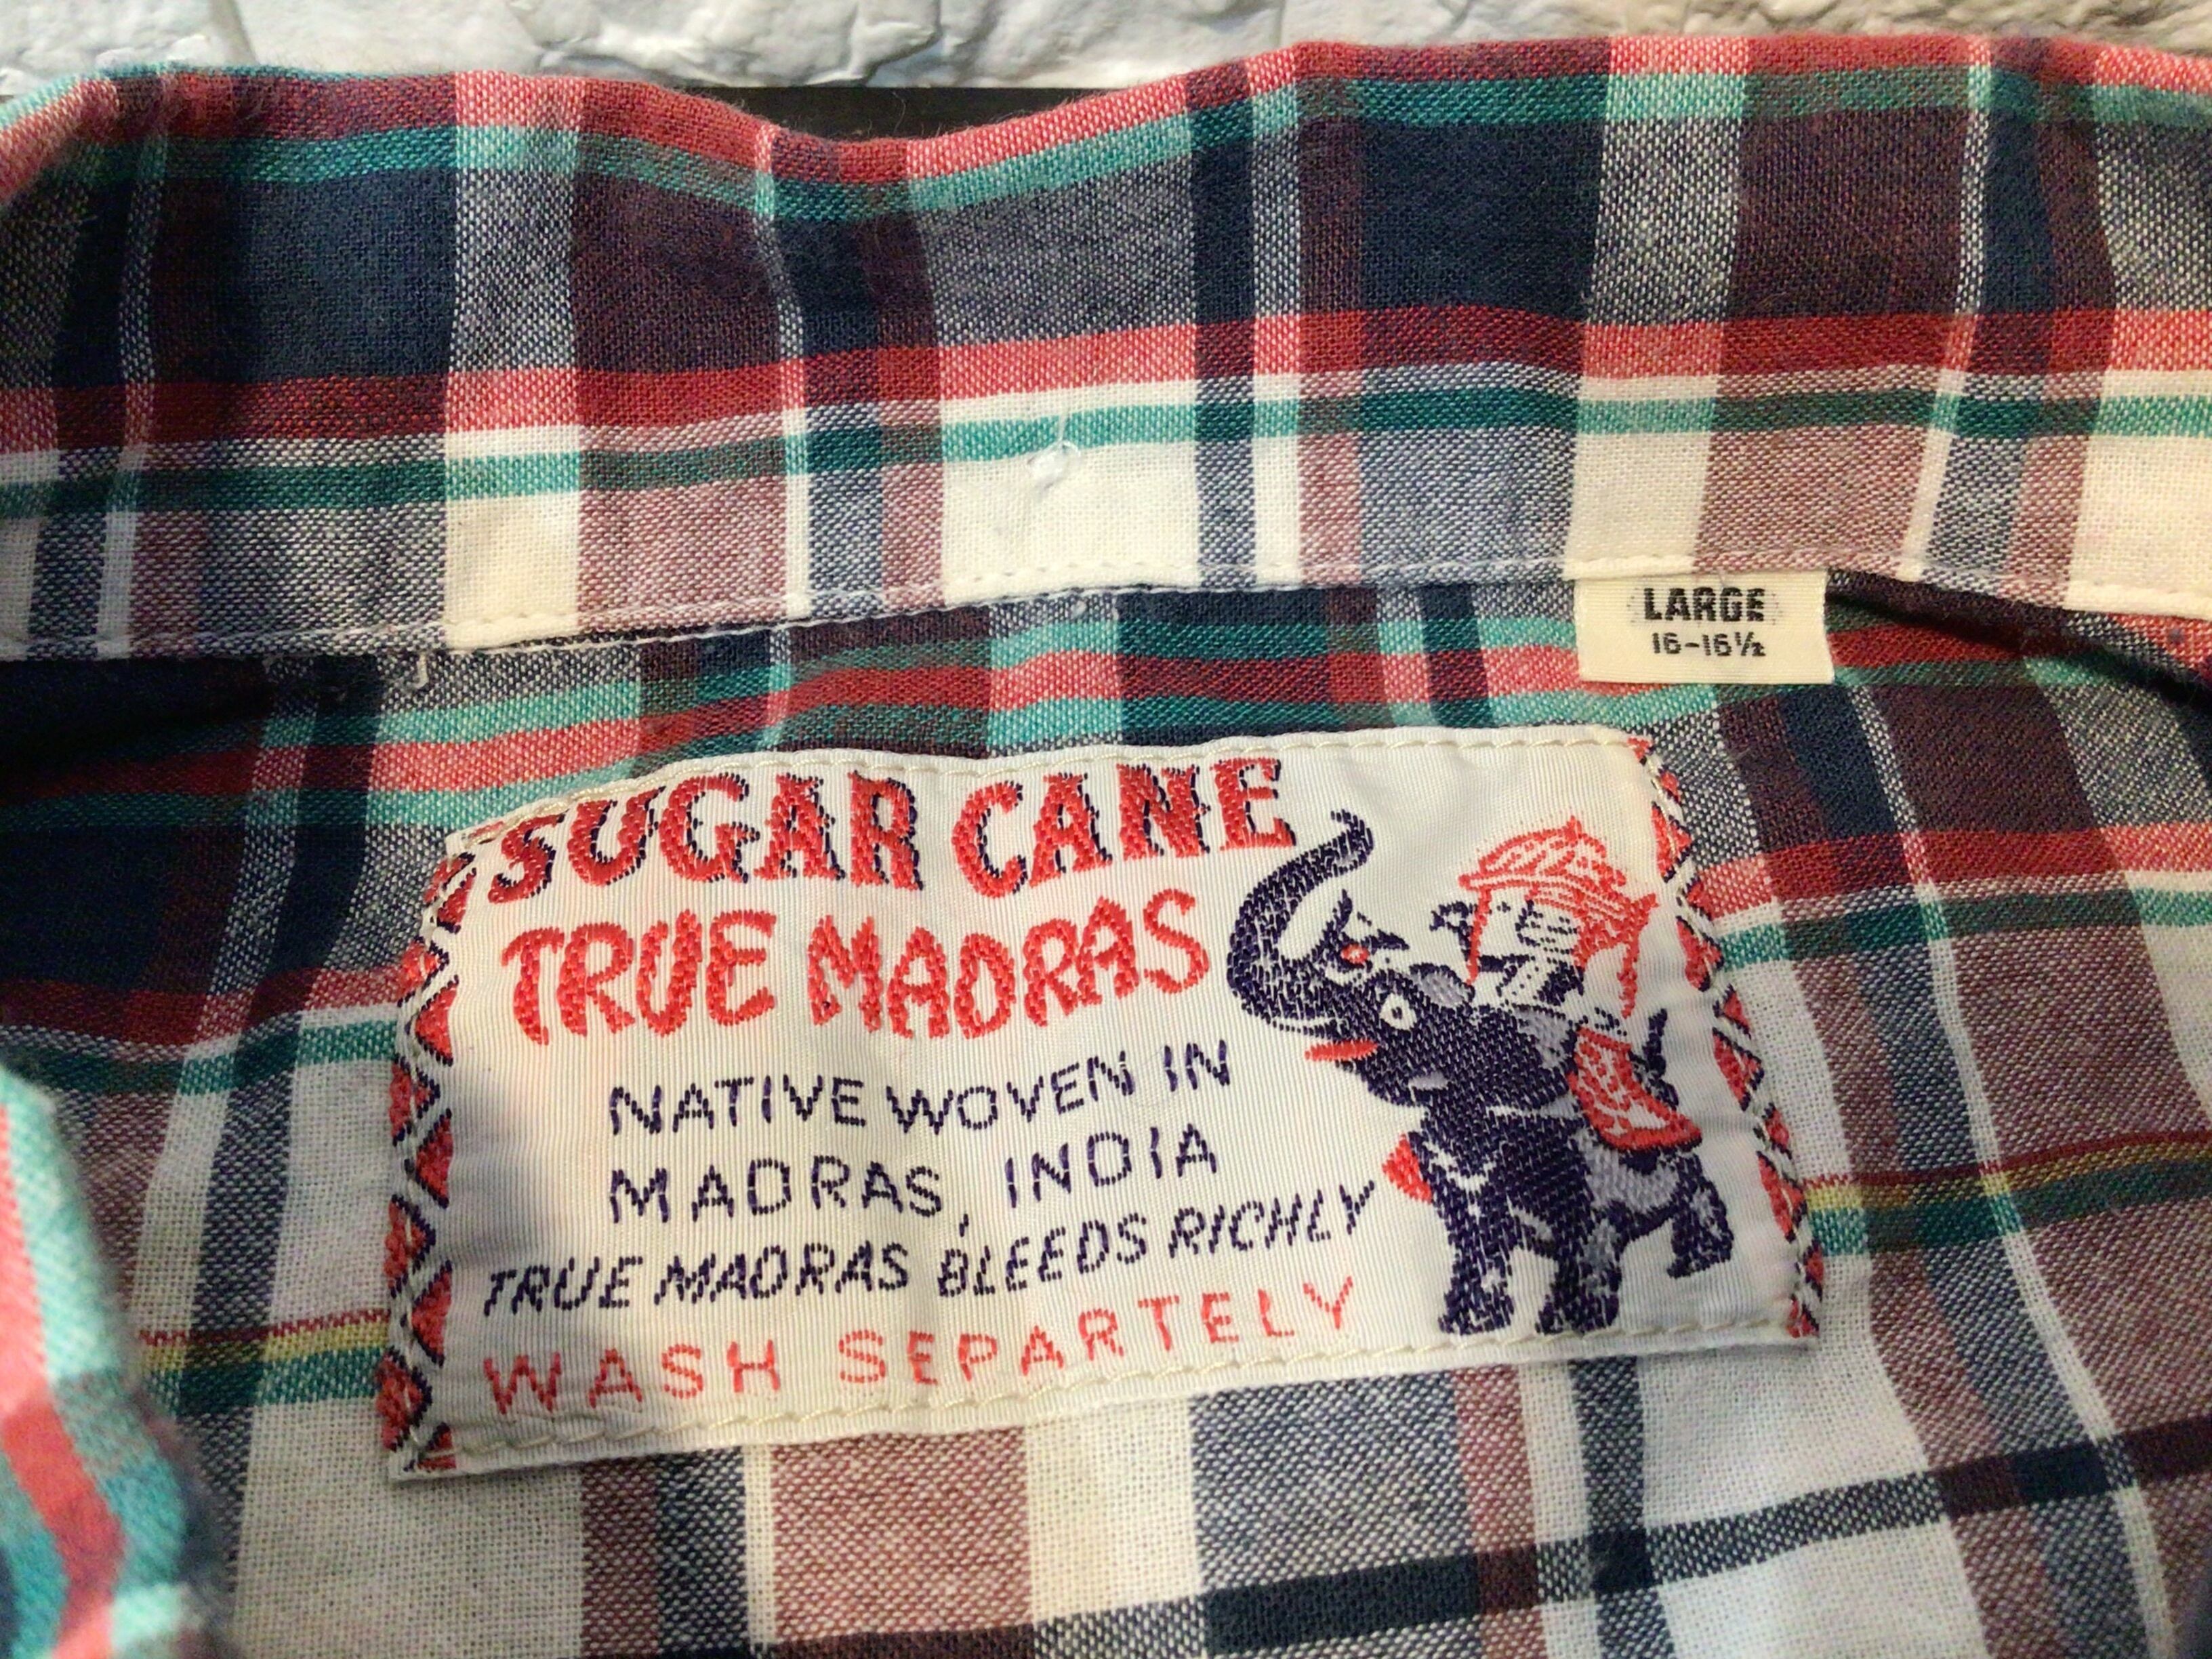 LARGE
16-16½
SUGAR CANE
TRUE MADRAS
NATIVE WOVEN IN
MADRAS, INDIA
TRUE MADRAS BLEEDS RICHLY
WASH SEPARTELY